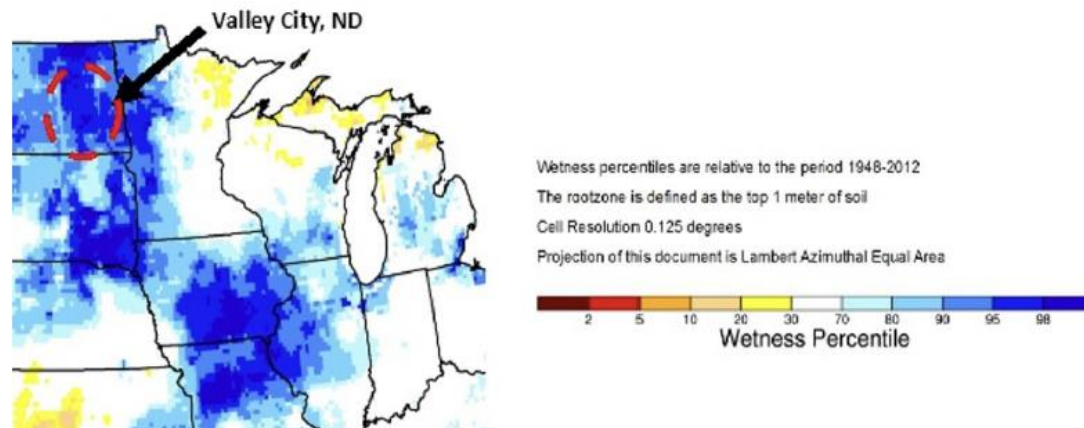 Valley City, ND
Wetness percentiles are relative to the period 1948-2012
The rootzone is defined as the top 1 meter of soil
Cell Resolution 0.125 degrees
Projection of this document is Lambert Azimuthal Equal Area
2 5 10 20 30 70 80 90 95 98
Wetness Percentile